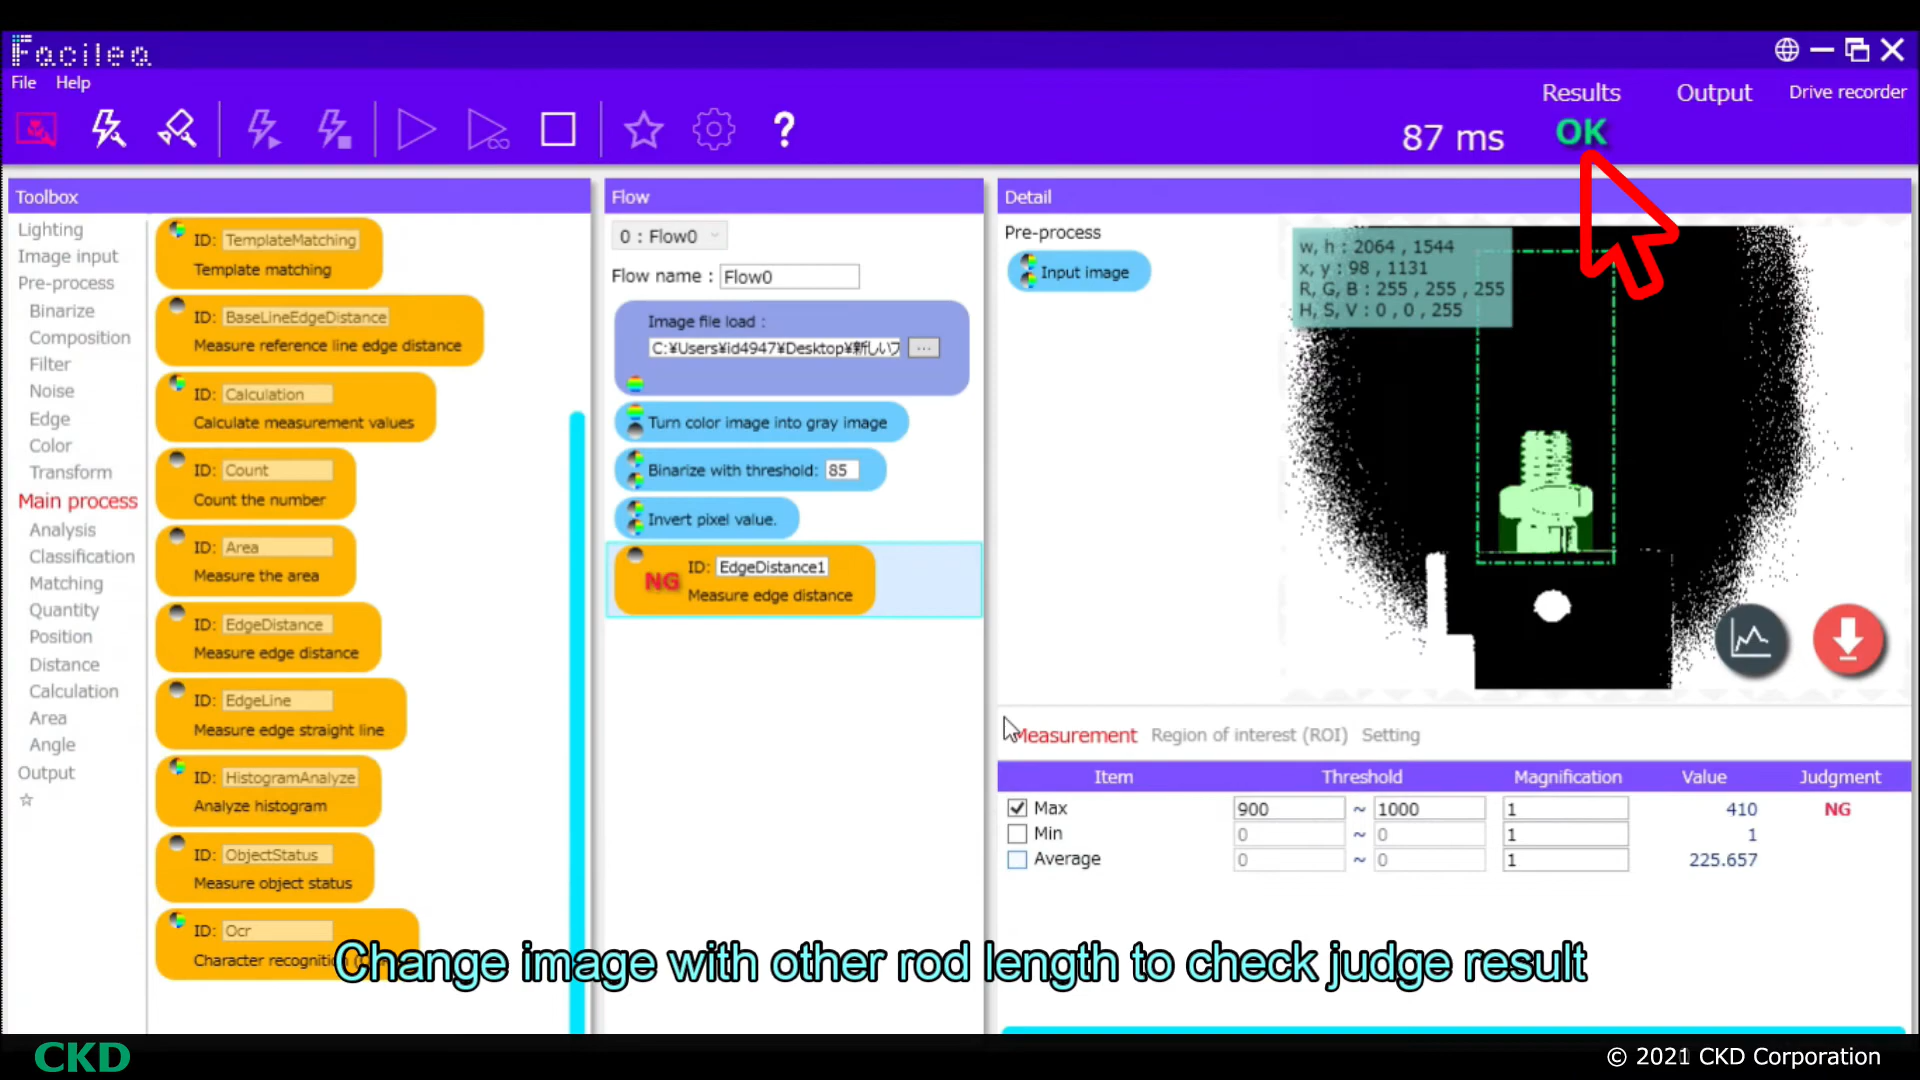 Facilea
File Help
Results Output Drive recorder
87 ms OK
Toolbox
Lighting
Image input
Pre-process
Binarize
Composition
Filter
Noise
Edge
Color
Transform
Main process
Analysis
Classification
Matching
Quantity
Position
Distance
Calculation
Area
Angle
Output
ID: TemplateMatching
Template matching
ID: BaseLineEdgeDistance
Measure reference line edge distance
ID: Calculation
Calculate measurement values
ID: Count
Count the number
ID: Area
Measure the area
ID: EdgeDistance
Measure edge distance
ID: EdgeLine
Measure edge straight line
ID: HistogramAnalyze
Analyze histogram
ID: ObjectStatus
Measure object status
ID: Ocr
Character recognition
Flow
0 : Flow0
Flow name : Flow0
Image file load :
C:¥Users¥id4947¥Desktop¥新しいフ ...
Turn color image into gray image
Binarize with threshold: 85
Invert pixel value.
NG ID: EdgeDistance1
Measure edge distance
Detail
Pre-process
Input image
w, h : 2064 , 1544
x, y : 98 , 1131
R, G, B : 255 , 255 , 255
H, S, V : 0 , 0 , 255
Measurement Region of interest (ROI) Setting
Item Threshold Magnification Value Judgment
Max 900 ~ 1000 1 410 NG
Min 0 ~ 0 1 1
Average 0 ~ 0 1 225.657
Change image with other rod length to check judge result
CKD
© 2021 CKD Corporation